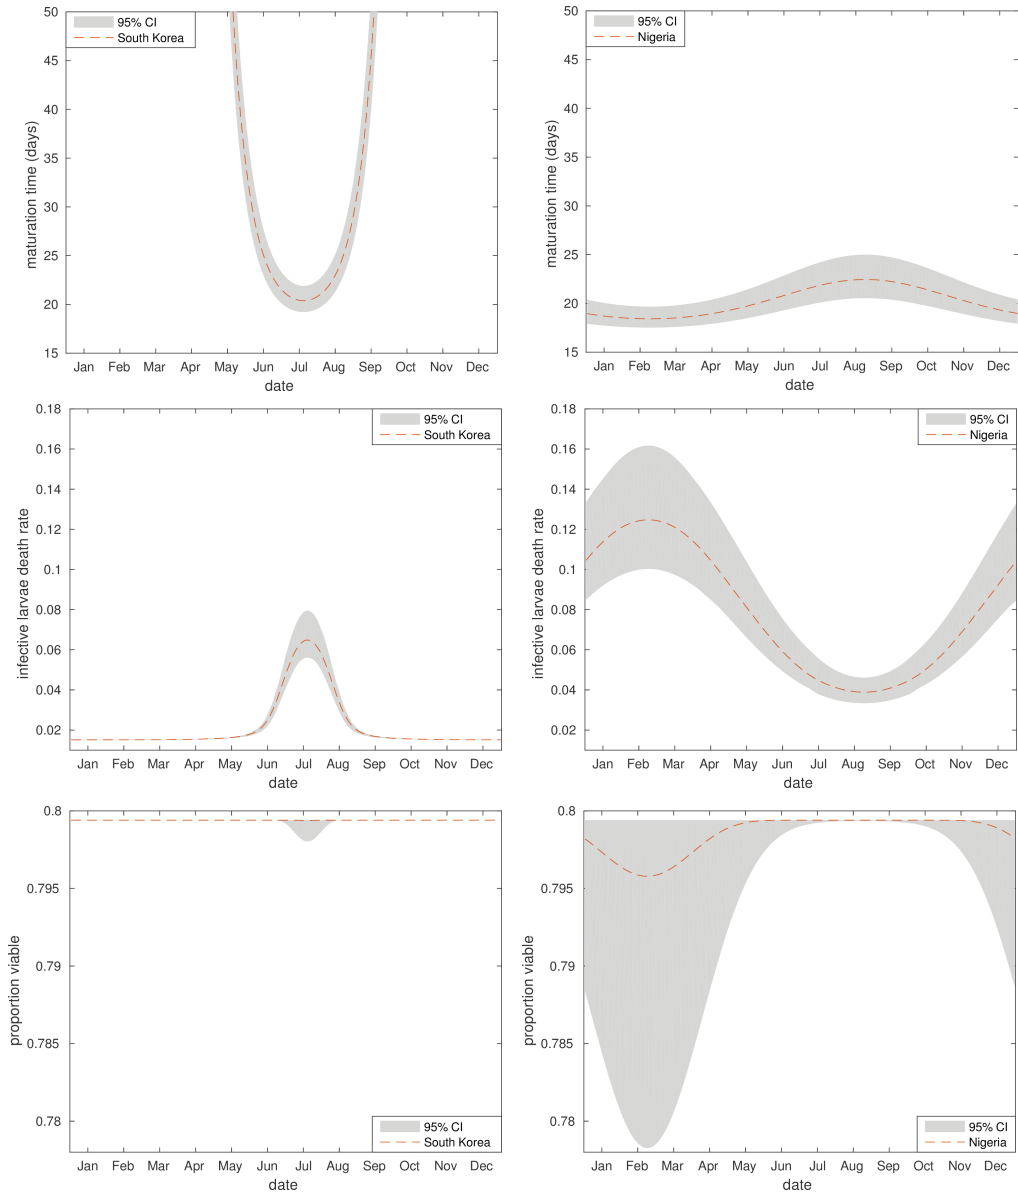 50
45
40
35
30
25
20
15
maturation time (days)
95% CI
South Korea
Jan Feb Mar Apr May Jun Jul Aug Sep Oct Nov Dec
date
50
45
40
35
30
25
20
15
maturation time (days)
95% CI
Nigeria
Jan Feb Mar Apr May Jun Jul Aug Sep Oct Nov Dec
date
0.18
0.16
0.14
0.12
0.1
0.08
0.06
0.04
0.02
infective larvae death rate
95% CI
South Korea
Jan Feb Mar Apr May Jun Jul Aug Sep Oct Nov Dec
date
0.18
0.16
0.14
0.12
0.1
0.08
0.06
0.04
0.02
infective larvae death rate
95% CI
Nigeria
Jan Feb Mar Apr May Jun Jul Aug Sep Oct Nov Dec
date
0.8
0.795
0.79
0.785
0.78
proportion viable
95% CI
South Korea
Jan Feb Mar Apr May Jun Jul Aug Sep Oct Nov Dec
date
0.8
0.795
0.79
0.785
0.78
proportion viable
95% CI
Nigeria
Jan Feb Mar Apr May Jun Jul Aug Sep Oct Nov Dec
date